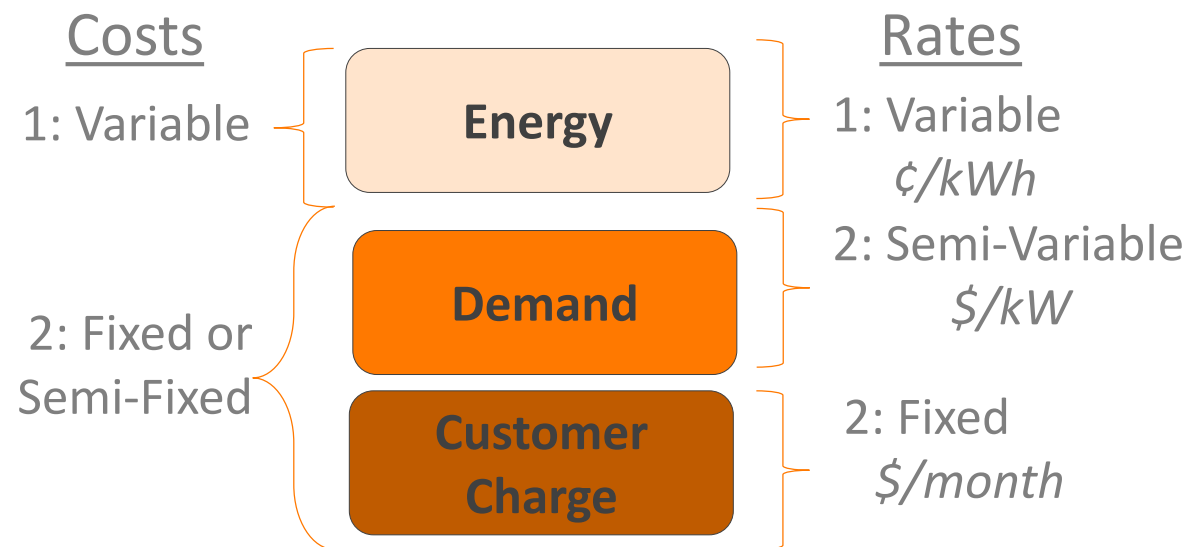 Costs
1: Variable
2: Fixed or
Semi-Fixed
Energy
Demand
Customer
Charge
Rates
1: Variable
¢/kWh
2: Semi-Variable
$/kW
2: Fixed
$/month